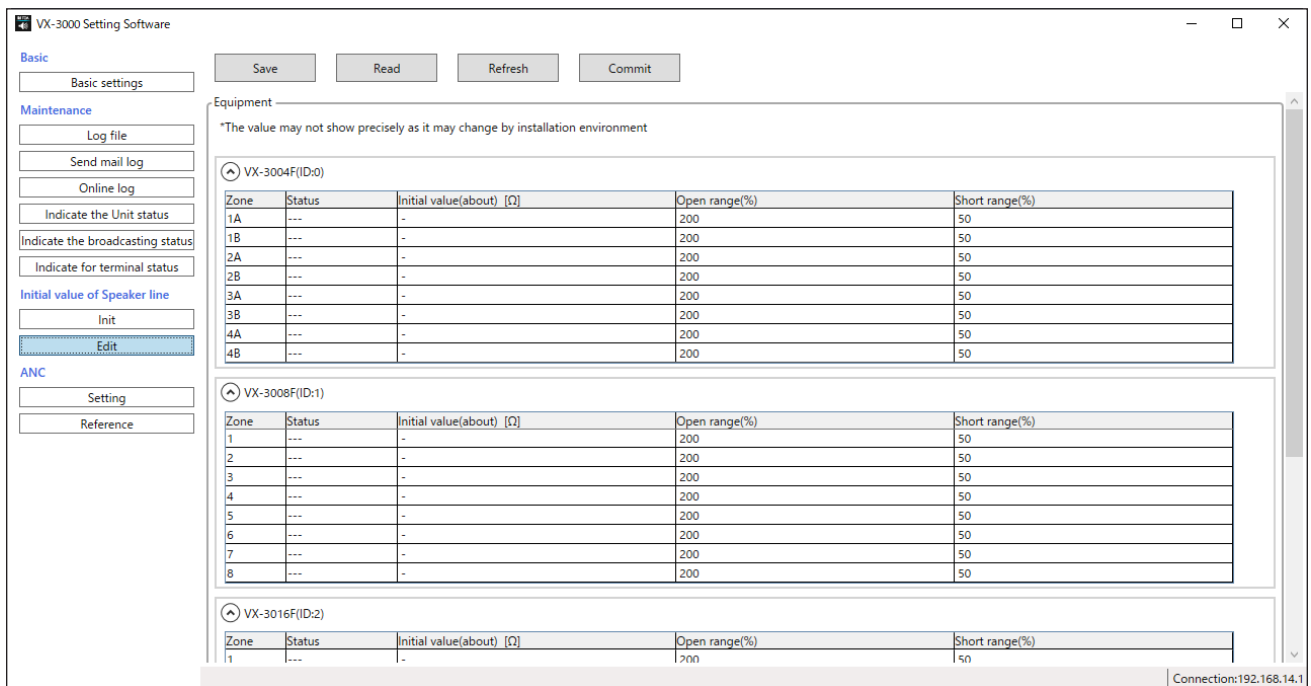 VX-3000 Setting Software
Basic
Basic settings
Maintenance
Log file
Send mail log
Online log
Indicate the Unit status
Indicate the broadcasting status
Indicate for terminal status
Initial value of Speaker line
Init
Edit
ANC
Setting
Reference
Save Read Refresh Commit
Equipment
*The value may not show precisely as it may change by installation environment
VX-3004F(ID:0)
Zone Status Initial value(about) [Ω] Open range(%) Short range(%)
1A --- - 200 50
1B --- - 200 50
2A --- - 200 50
2B --- - 200 50
3A --- - 200 50
3B --- - 200 50
4A --- - 200 50
4B --- - 200 50
VX-3008F(ID:1)
Zone Status Initial value(about) [Ω] Open range(%) Short range(%)
1 --- - 200 50
2 --- - 200 50
3 --- - 200 50
4 --- - 200 50
5 --- - 200 50
6 --- - 200 50
7 --- - 200 50
8 --- - 200 50
VX-3016F(ID:2)
Zone Status Initial value(about) [Ω] Open range(%) Short range(%)
1 --- - 200 50
Connection:192.168.14.1